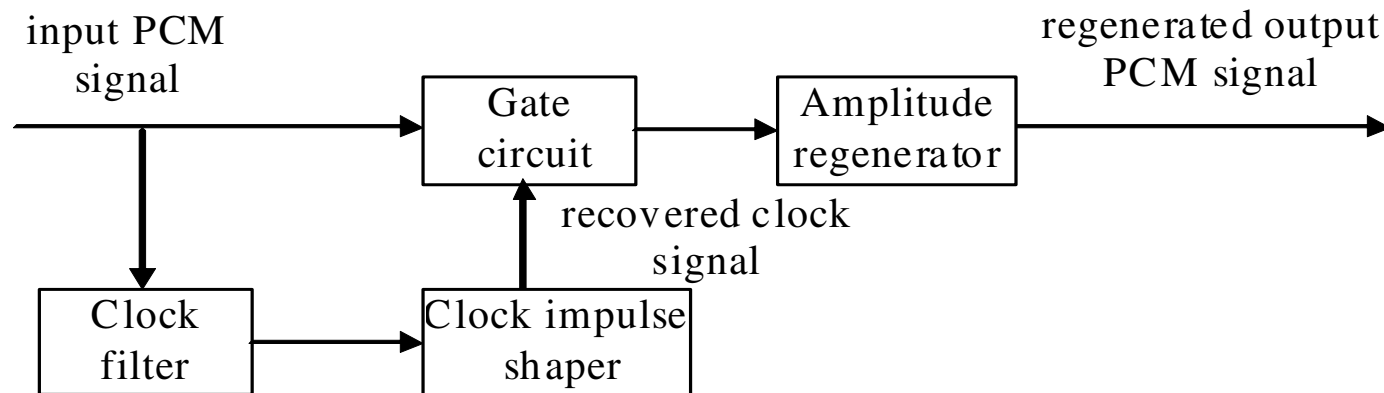 input PCM
signal
regenerated output
PCM signal
Gate
circuit
Amplitude
regenerator
recovered clock
signal
Clock
filter
Clock impulse
shaper